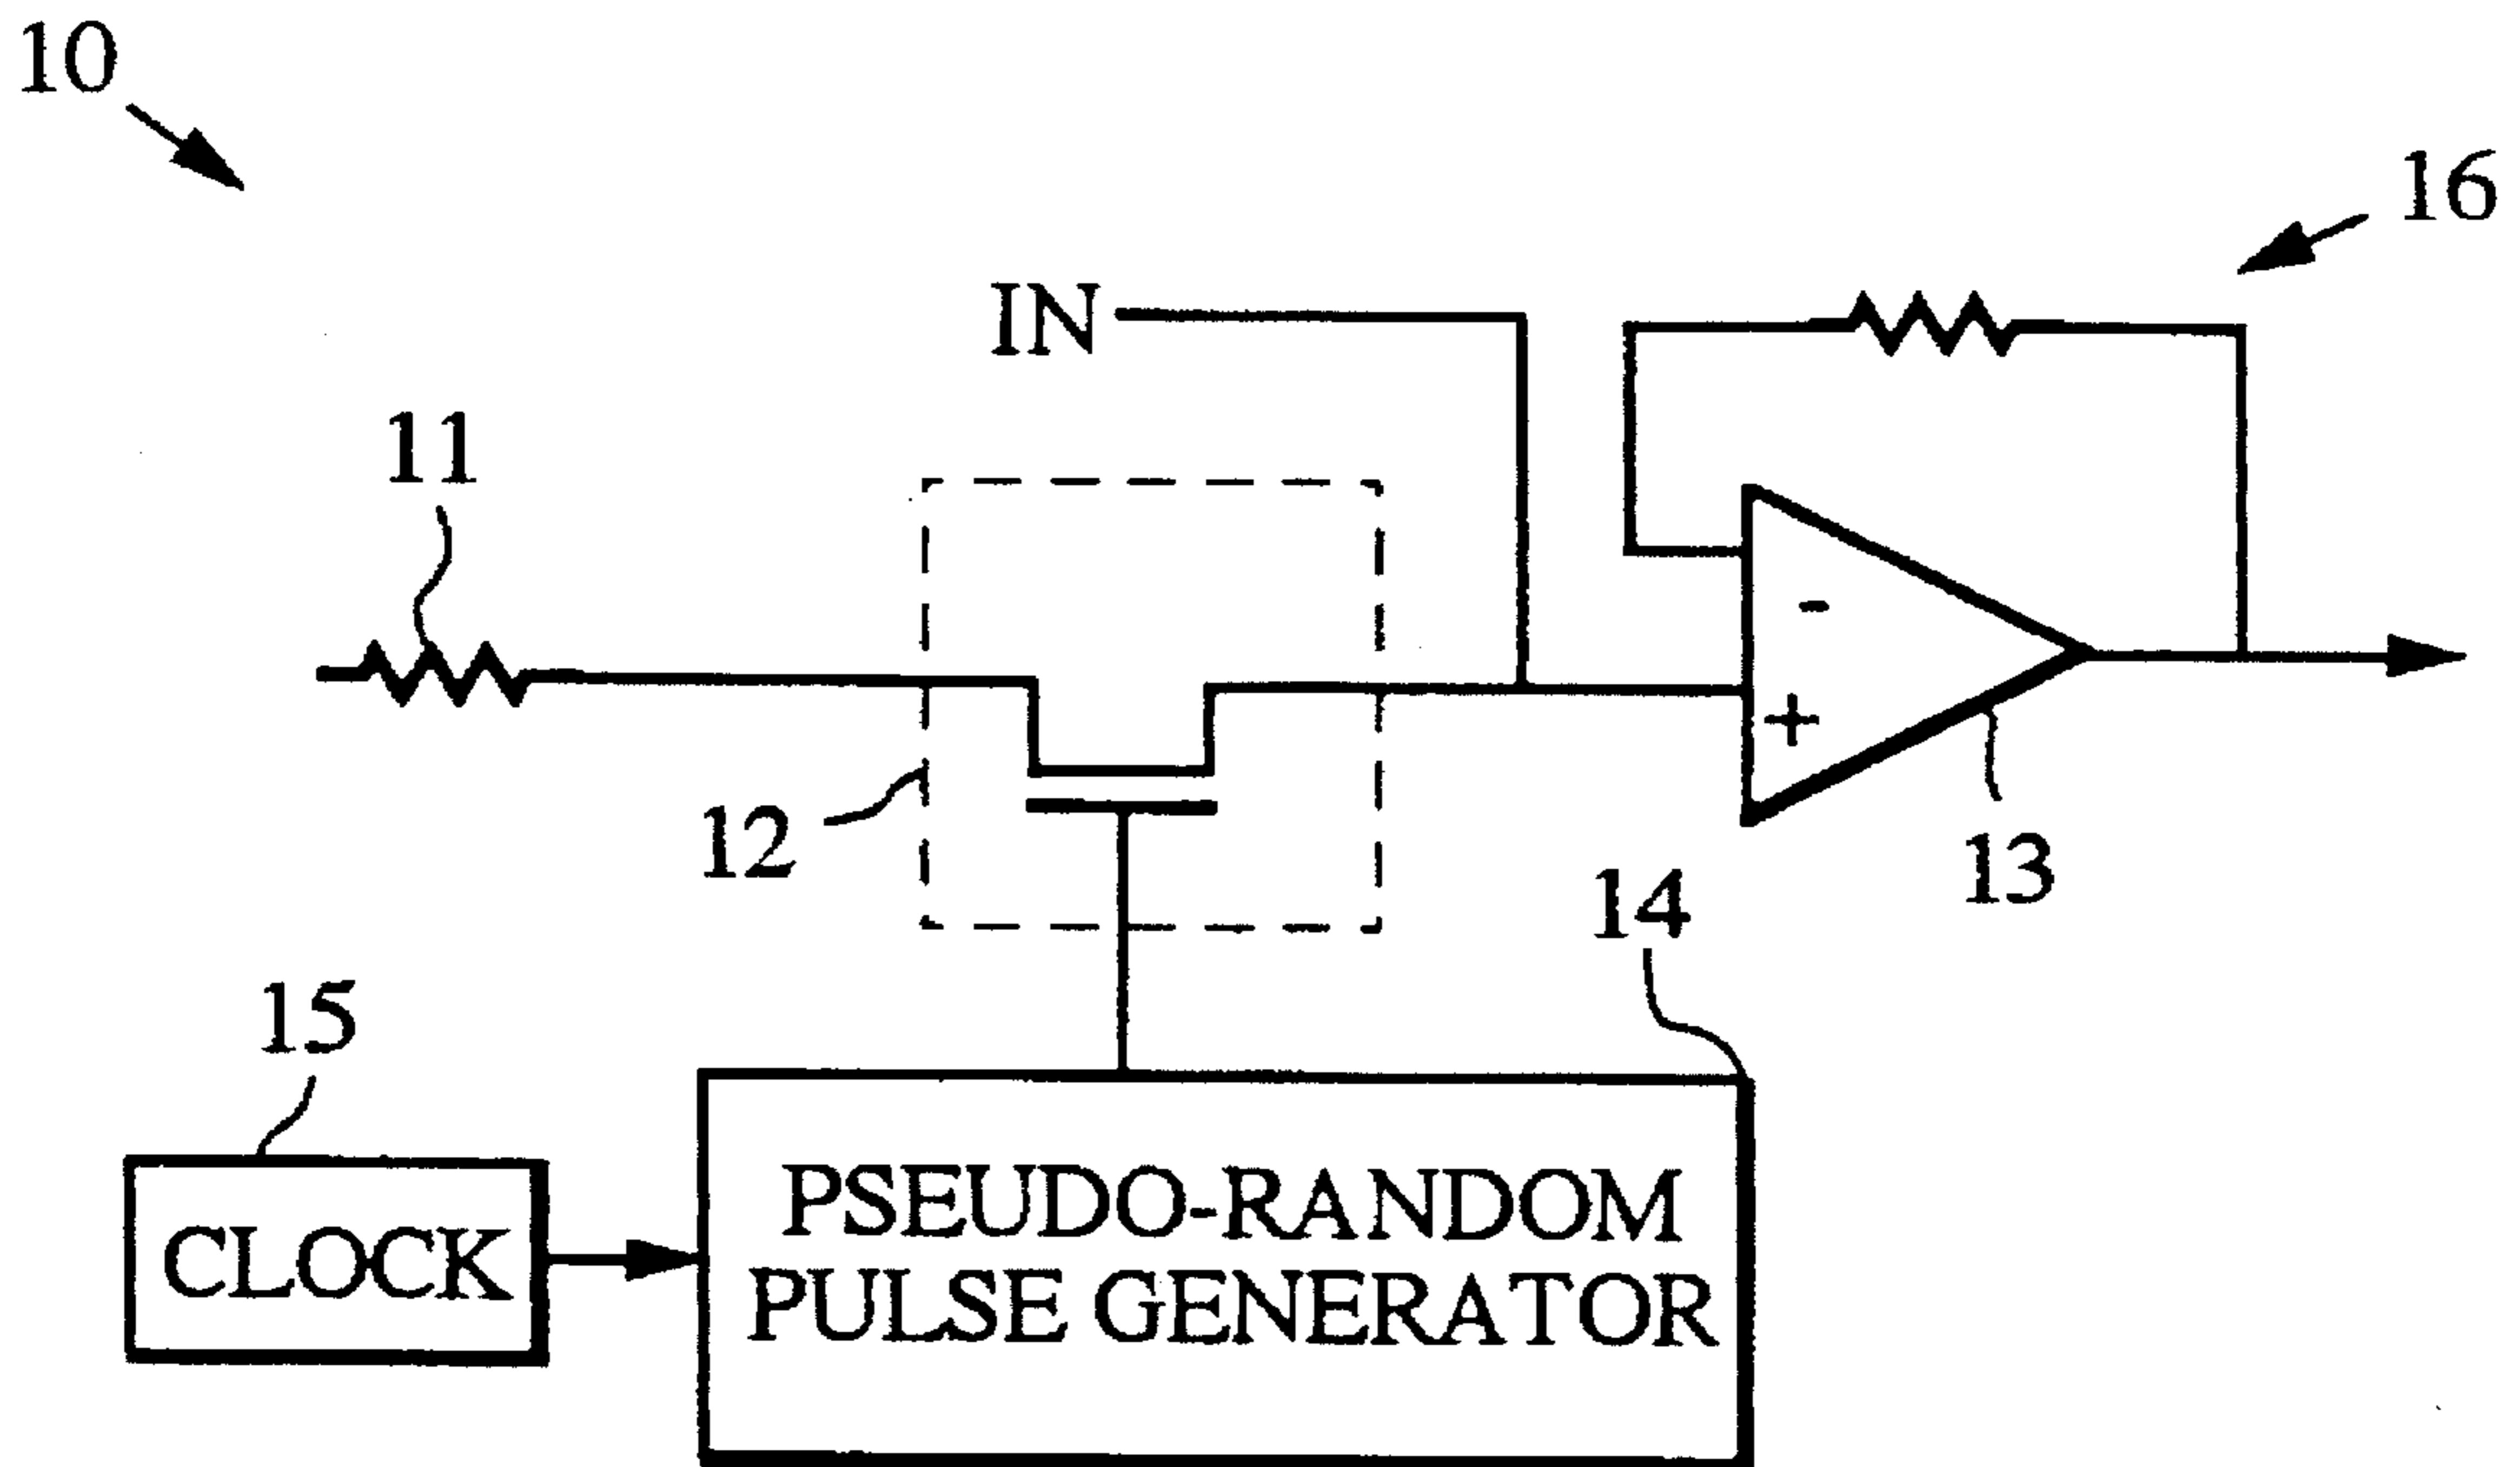 10
16
IN
11
-
+
12
13
14
15
CLOCK
PSEUDO-RANDOM
PULSE GENERATOR